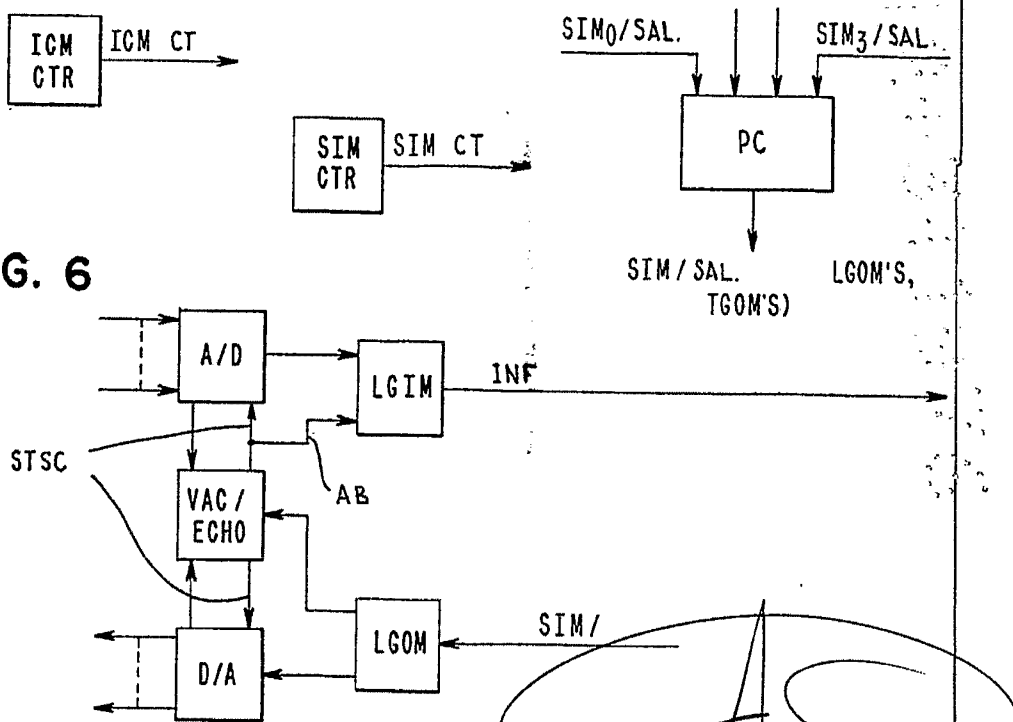 ICM
CTR
ICM CT
SIM0/SAL.
SIM3/SAL.
SIM
CTR
SIM CT
PC
SIM/SAL. LGOM'S,
TGOM'S)
G. 6
A/D
LGIM
INF
STSC
AB
VAC/
ECHO
D/A
LGOM
SIM/